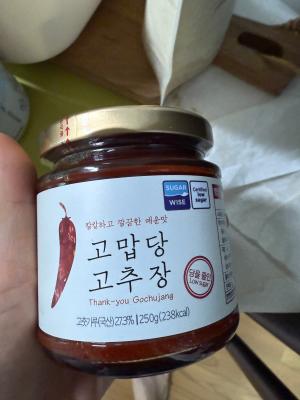 SUGAR
WISE
Certified
low
sugar
칼칼하고 깔끔한 매운맛
고맙당
고추장
Thank-you Gochujang
당을 줄인
LOW SUGAR
고춧가루(국산)27.3% | 250g(238kcal)